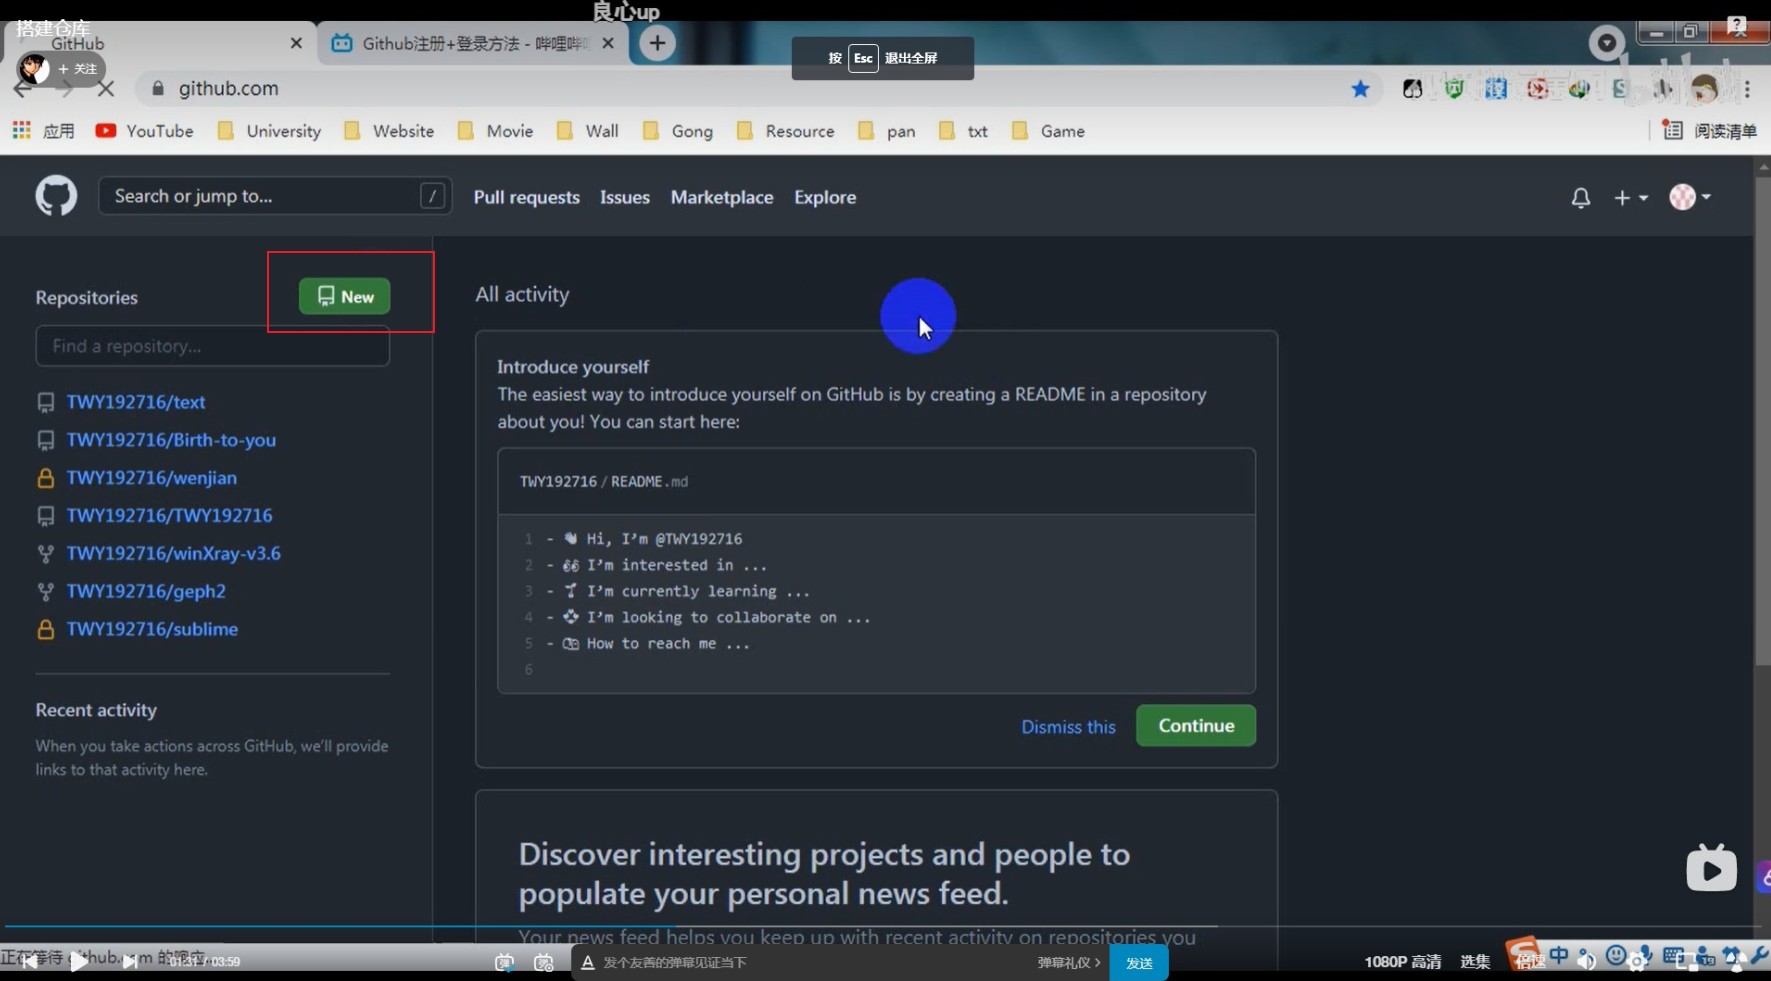 良心up
搭建仓库
GitHub
Github注册+登录方法 - 哔哩哔
+ 关注
按 Esc 退出全屏
github.com
应用
YouTube
University
Website
Movie
Wall
Gong
Resource
pan
txt
Game
阅读清单
Search or jump to...
/
Pull requests
Issues
Marketplace
Explore
Repositories
New
Find a repository...
TWY192716/text
TWY192716/Birth-to-you
TWY192716/wenjian
TWY192716/TWY192716
TWY192716/winXray-v3.6
TWY192716/geph2
TWY192716/sublime
Recent activity
When you take actions across GitHub, we’ll provide
links to that activity here.
All activity
Introduce yourself
The easiest way to introduce yourself on GitHub is by creating a README in a repository
about you! You can start here:
TWY192716 / README.md
1 - 👋 Hi, I’m @TWY192716
2 - 👀 I’m interested in ...
3 - 🌱 I’m currently learning ...
4 - 💞️ I’m looking to collaborate on ...
5 - 📫 How to reach me ...
6
Dismiss this
Continue
Discover interesting projects and people to
populate your personal news feed.
Your news feed helps you keep up with recent activity on repositories you
正在等待 github.com 的响应
01:31 / 03:59
发个友善的弹幕见证当下
弹幕礼仪 >
发送
1080P 高清
选集
倍速
中